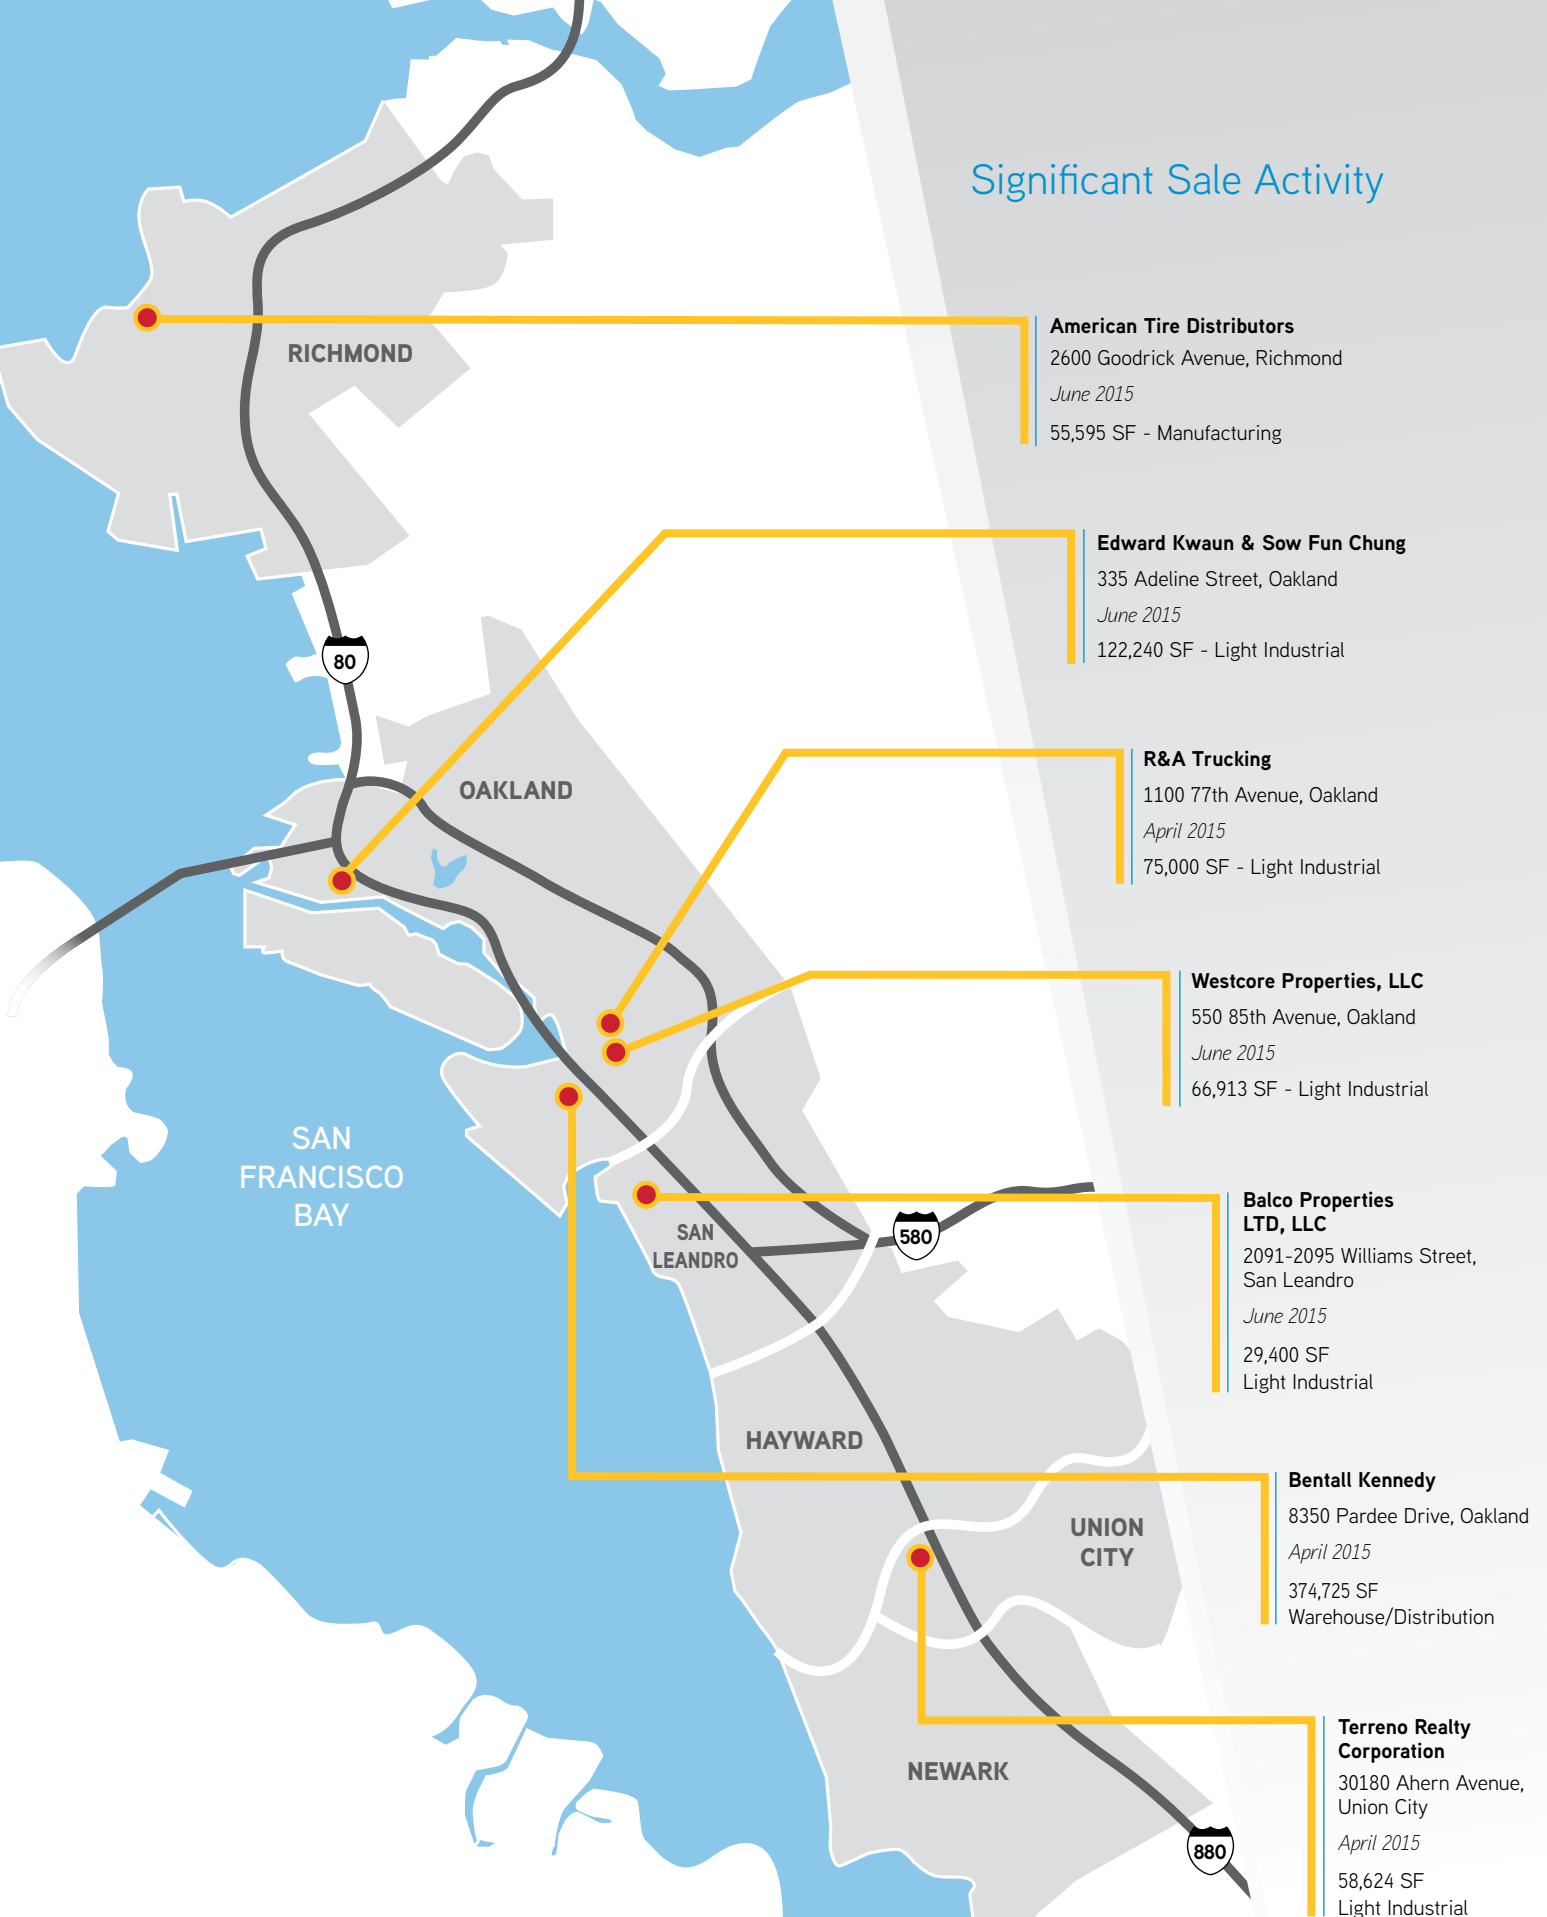 Significant Sale Activity
American Tire Distributors
2600 Goodrick Avenue, Richmond
June 2015
55,595 SF - Manufacturing
RICHMOND
Edward Kwaun & Sow Fun Chung
335 Adeline Street, Oakland
June 2015
122,240 SF - Light Industrial
80
R&A Trucking
1100 77th Avenue, Oakland
April 2015
75,000 SF - Light Industrial
OAKLAND
Westcore Properties, LLC
550 85th Avenue, Oakland
June 2015
66,913 SF - Light Industrial
SAN
FRANCISCO
BAY
Balco Properties
LTD, LLC
2091-2095 Williams Street,
San Leandro
June 2015
29,400 SF
Light Industrial
SAN
LEANDRO
580
HAYWARD
Bentall Kennedy
8350 Pardee Drive, Oakland
April 2015
374,725 SF
Warehouse/Distribution
UNION
CITY
Terreno Realty
Corporation
30180 Ahern Avenue,
Union City
April 2015
58,624 SF
Light Industrial
NEWARK
880